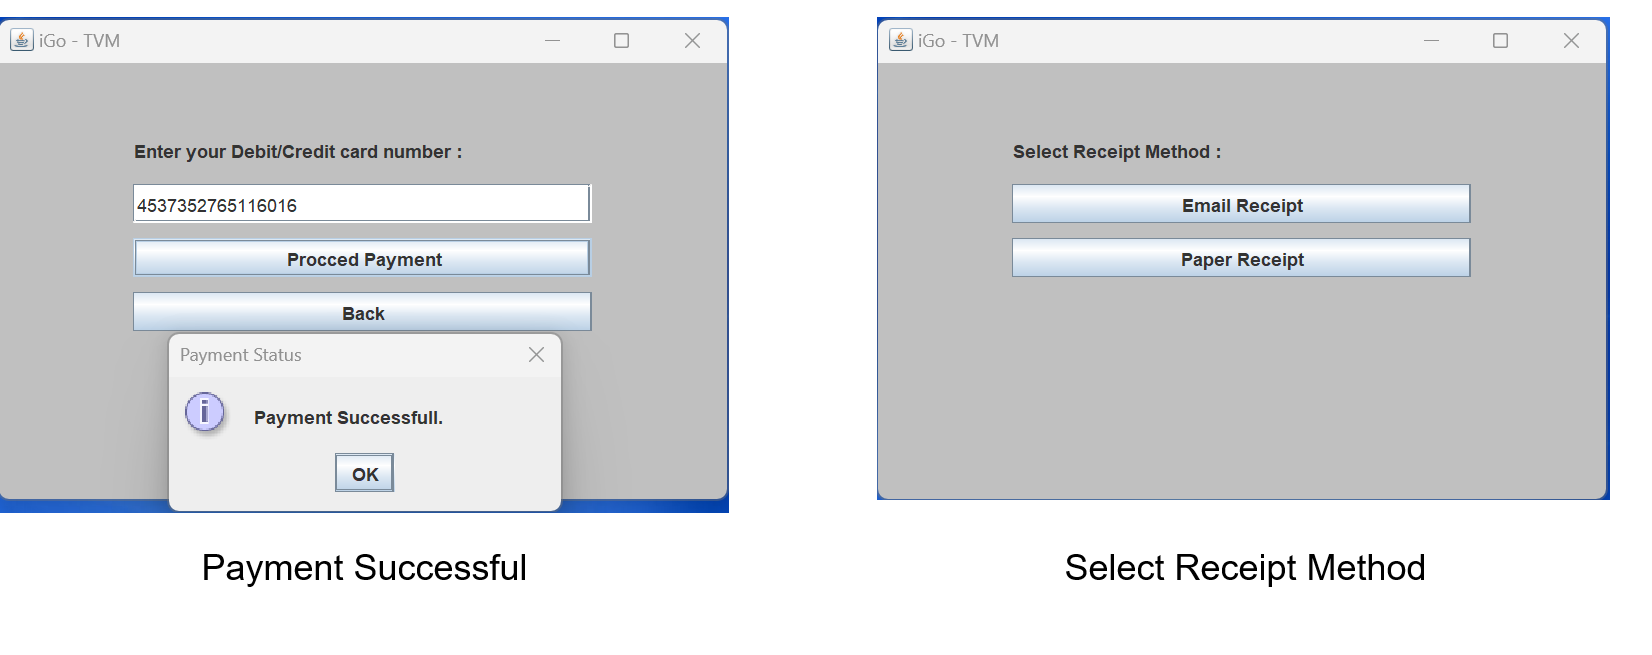 iGo - TVM
Enter your Debit/Credit card number :
4537352765116016
Procced Payment
Back
Payment Status
Payment Successfull.
OK
Payment Successful
iGo - TVM
Select Receipt Method :
Email Receipt
Paper Receipt
Select Receipt Method